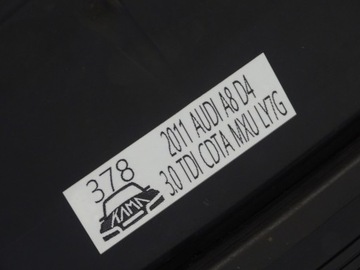 378
KAMA
2011 AUDI A8 D4
3.0 TDI CDTA MXU LY7G